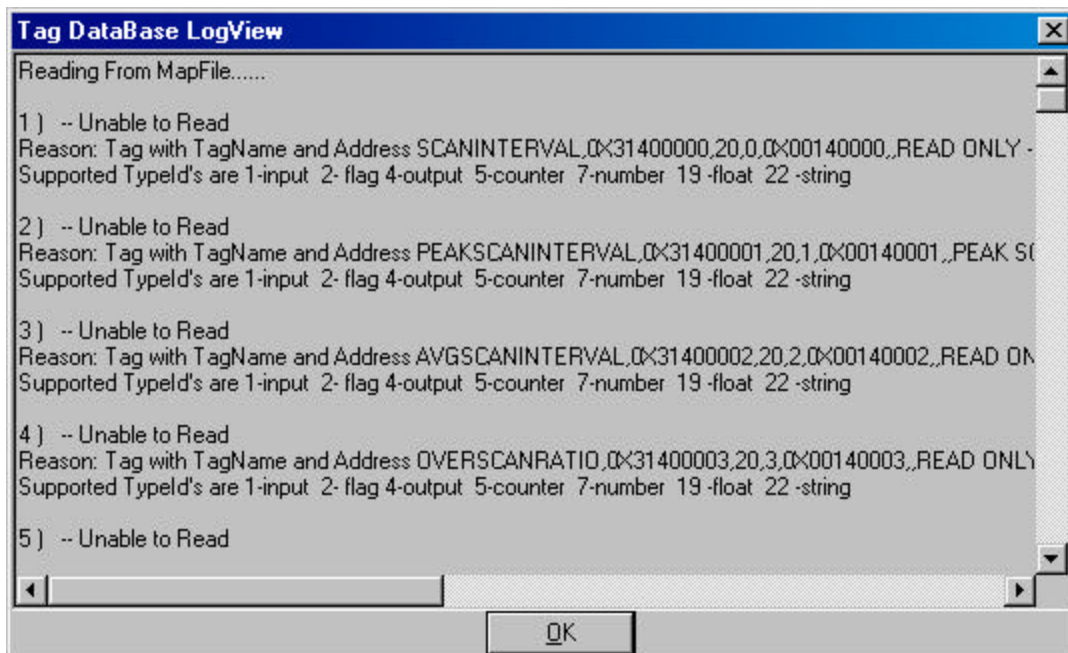 Tag DataBase LogView
Reading From MapFile......
1 ) -- Unable to Read
Reason: Tag with TagName and Address SCANINTERVAL,0X31400000,20,0,0X00140000,,READ ONLY -
Supported TypeId's are 1-input 2- flag 4-output 5-counter 7-number 19 -float 22 -string
2 ) -- Unable to Read
Reason: Tag with TagName and Address PEAKSCANINTERVAL,0X31400001,20,1,0X00140001,,PEAK
Supported TypeId's are 1-input 2- flag 4-output 5-counter 7-number 19 -float 22 -string
3 ) -- Unable to Read
Reason: Tag with TagName and Address AVGSCANINTERVAL,0X31400002,20,2,0X00140002,,READ ON
Supported TypeId's are 1-input 2- flag 4-output 5-counter 7-number 19 -float 22 -string
4 ) -- Unable to Read
Reason: Tag with TagName and Address OVERSCANRATIO,0X31400003,20,3,0X00140003,,READ ONLY
Supported TypeId's are 1-input 2- flag 4-output 5-counter 7-number 19 -float 22 -string
5 ) -- Unable to Read
OK